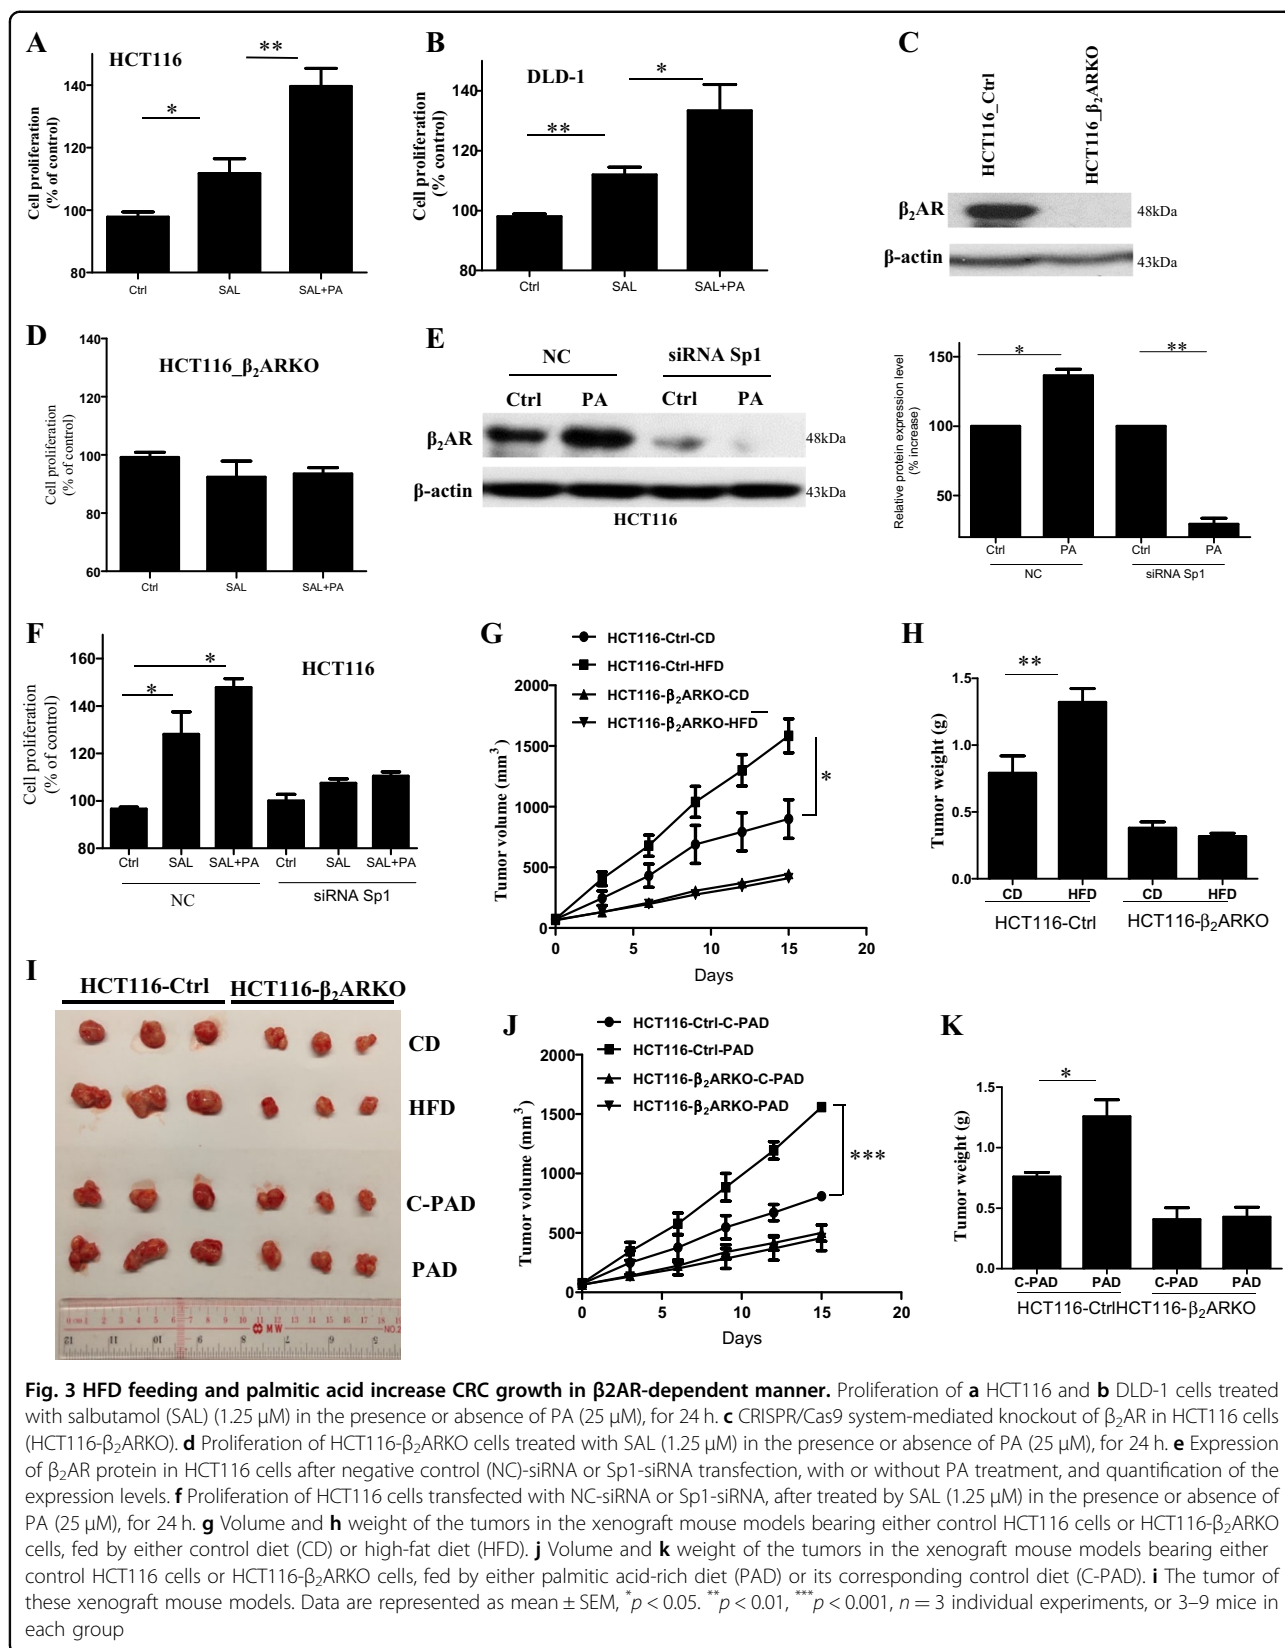 A
HCT116
Cell proliferation
(% of control)
140
120
100
80
*
**
Ctrl SAL SAL+PA
B
DLD-1
Cell proliferation
(% control)
140
120
100
80
**
*
Ctrl SAL SAL+PA
C
HCT116_Ctrl
HCT116_β₂ARKO
β₂AR 48kDa
β-actin 43kDa
D
HCT116_β₂ARKO
Cell proliferation
(% of control)
140
120
100
80
60
Ctrl SAL SAL+PA
E
NC siRNA Sp1
Ctrl PA Ctrl PA
β₂AR 48kDa
β-actin 43kDa
HCT116
Relative protein expression level
(% increase)
150
100
50
*
**
Ctrl PA Ctrl PA
NC siRNA Sp1
F
HCT116
Cell proliferation
(% of control)
160
140
120
100
80
*
*
Ctrl SAL SAL+PA Ctrl SAL SAL+PA
NC siRNA Sp1
G
HCT116-Ctrl-CD
HCT116-Ctrl-HFD
HCT116-β₂ARKO-CD
HCT116-β₂ARKO-HFD
Tumor volume (mm³)
2000
1500
1000
500
0
*
0 5 10 15 20
Days
H
Tumor weight (g)
1.5
1.0
0.5
0.0
**
CD HFD CD HFD
HCT116-Ctrl HCT116-β₂ARKO
I
HCT116-Ctrl HCT116-β₂ARKO
CD
HFD
C-PAD
PAD
J
HCT116-Ctrl-C-PAD
HCT116-Ctrl-PAD
HCT116-β₂ARKO-C-PAD
HCT116-β₂ARKO-PAD
Tumor volume (mm³)
2000
1500
1000
500
0
***
0 5 10 15 20
Days
K
Tumor weight (g)
1.5
1.0
0.5
0.0
*
C-PAD PAD C-PAD PAD
HCT116-CtrlHCT116-β₂ARKO
Fig. 3 HFD feeding and palmitic acid increase CRC growth in β2AR-dependent manner. Proliferation of a HCT116 and b DLD-1 cells treated
with salbutamol (SAL) (1.25 μM) in the presence or absence of PA (25 μM), for 24 h. c CRISPR/Cas9 system-mediated knockout of β₂AR in HCT116 cells
(HCT116-β₂ARKO). d Proliferation of HCT116-β₂ARKO cells treated with SAL (1.25 μM) in the presence or absence of PA (25 μM), for 24 h. e Expression
of β₂AR protein in HCT116 cells after negative control (NC)-siRNA or Sp1-siRNA transfection, with or without PA treatment, and quantification of the
expression levels. f Proliferation of HCT116 cells transfected with NC-siRNA or Sp1-siRNA, after treated by SAL (1.25 μM) in the presence or absence of
PA (25 μM), for 24 h. g Volume and h weight of the tumors in the xenograft mouse models bearing either control HCT116 cells or HCT116-β₂ARKO
cells, fed by either control diet (CD) or high-fat diet (HFD). j Volume and k weight of the tumors in the xenograft mouse models bearing either
control HCT116 cells or HCT116-β₂ARKO cells, fed by either palmitic acid-rich diet (PAD) or its corresponding control diet (C-PAD). i The tumor of
these xenograft mouse models. Data are represented as mean ± SEM, *p < 0.05. **p < 0.01, ***p < 0.001, n = 3 individual experiments, or 3–9 mice in
each group